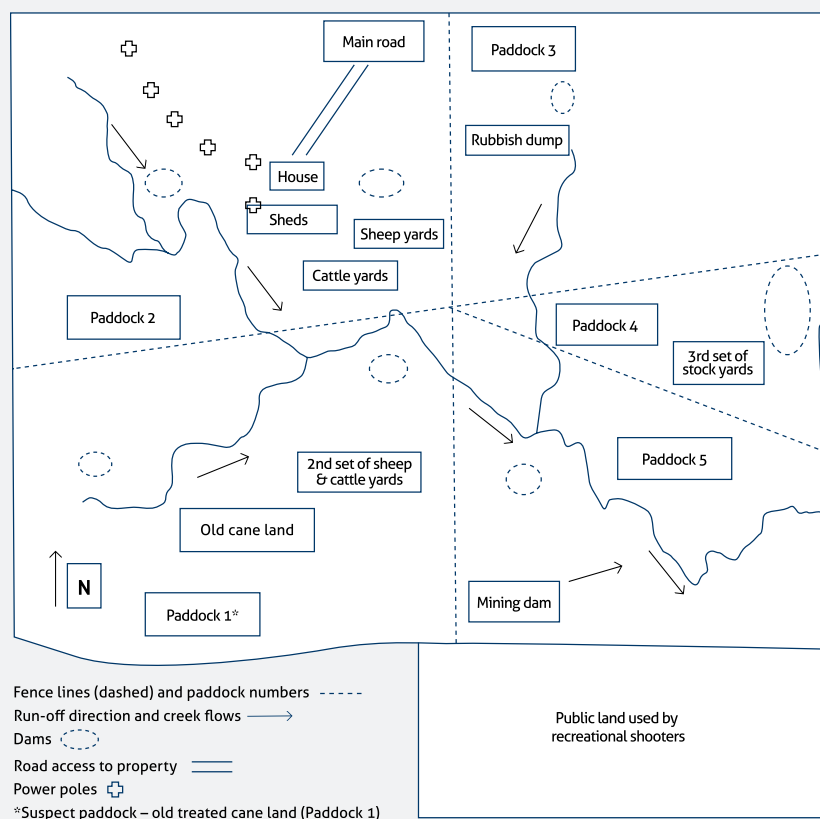 Main road
Paddock 3
Rubbish dump
House
Sheds
Sheep yards
Cattle yards
Paddock 2
Paddock 4
3rd set of
stock yards
Paddock 5
2nd set of sheep
& cattle yards
Old cane land
N
Mining dam
Paddock 1*
Fence lines (dashed) and paddock numbers
Run-off direction and creek flows
Dams
Road access to property
Power poles
*Suspect paddock – old treated cane land (Paddock 1)
Public land used by
recreational shooters